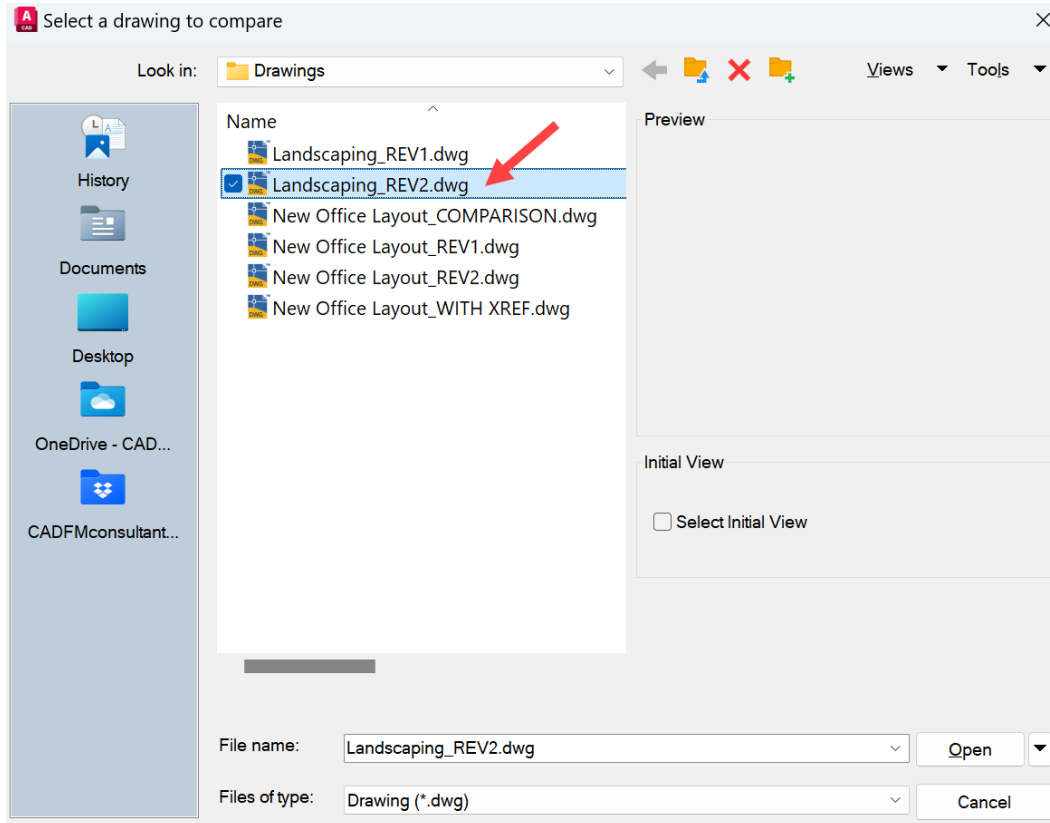 Select a drawing to compare
Look in: Drawings Views Tools
Name
Landscaping_REV1.dwg
Landscaping_REV2.dwg
New Office Layout_COMPARISON.dwg
New Office Layout_REV1.dwg
New Office Layout_REV2.dwg
New Office Layout_WITH XREF.dwg
History
Documents
Desktop
OneDrive - CAD...
CADFMconsultant...
Preview
Initial View
Select Initial View
File name: Landscaping_REV2.dwg Open
Files of type: Drawing (*.dwg) Cancel